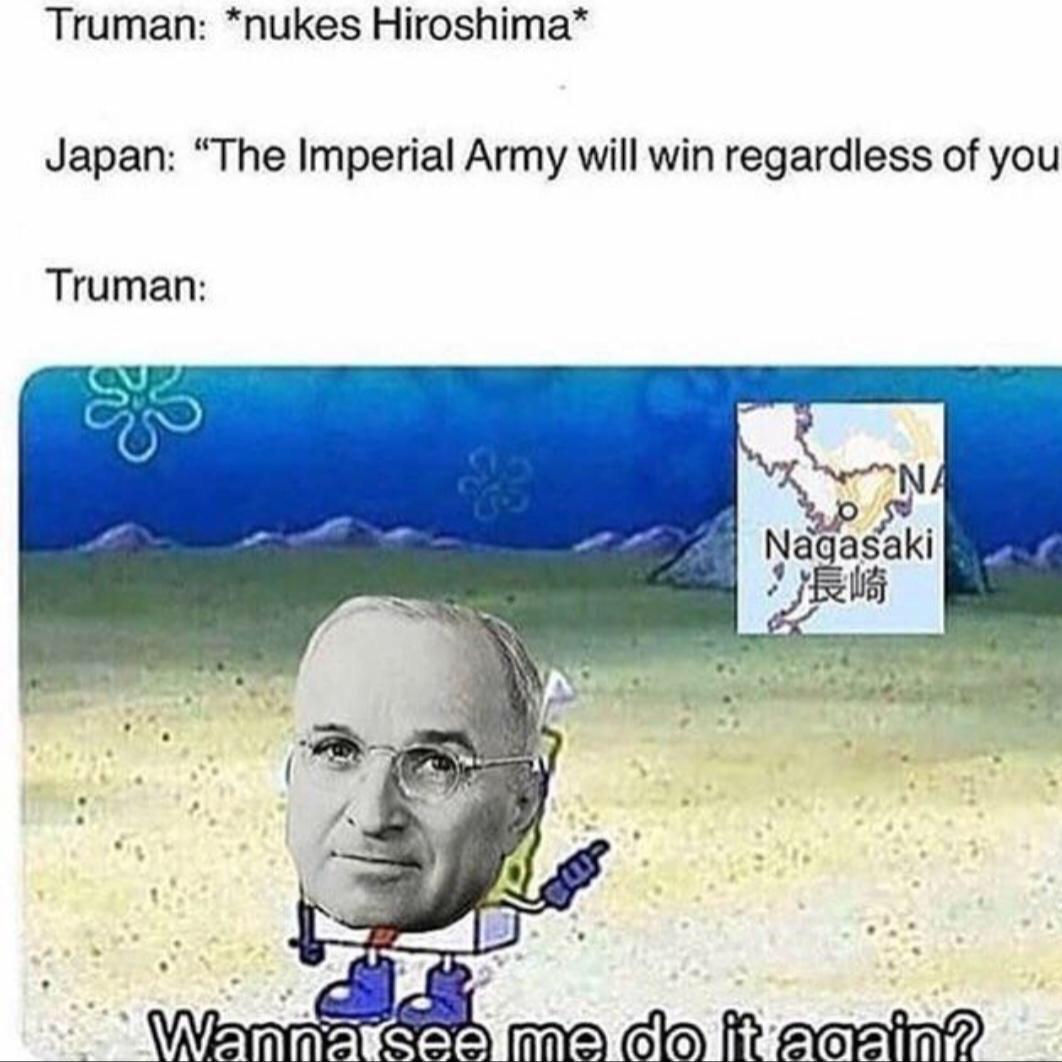 Truman: *nukes Hiroshima*
Japan: “The Imperial Army will win regardless of you
Truman:
NA
Nagasaki
長崎
Wanna see me do it again?